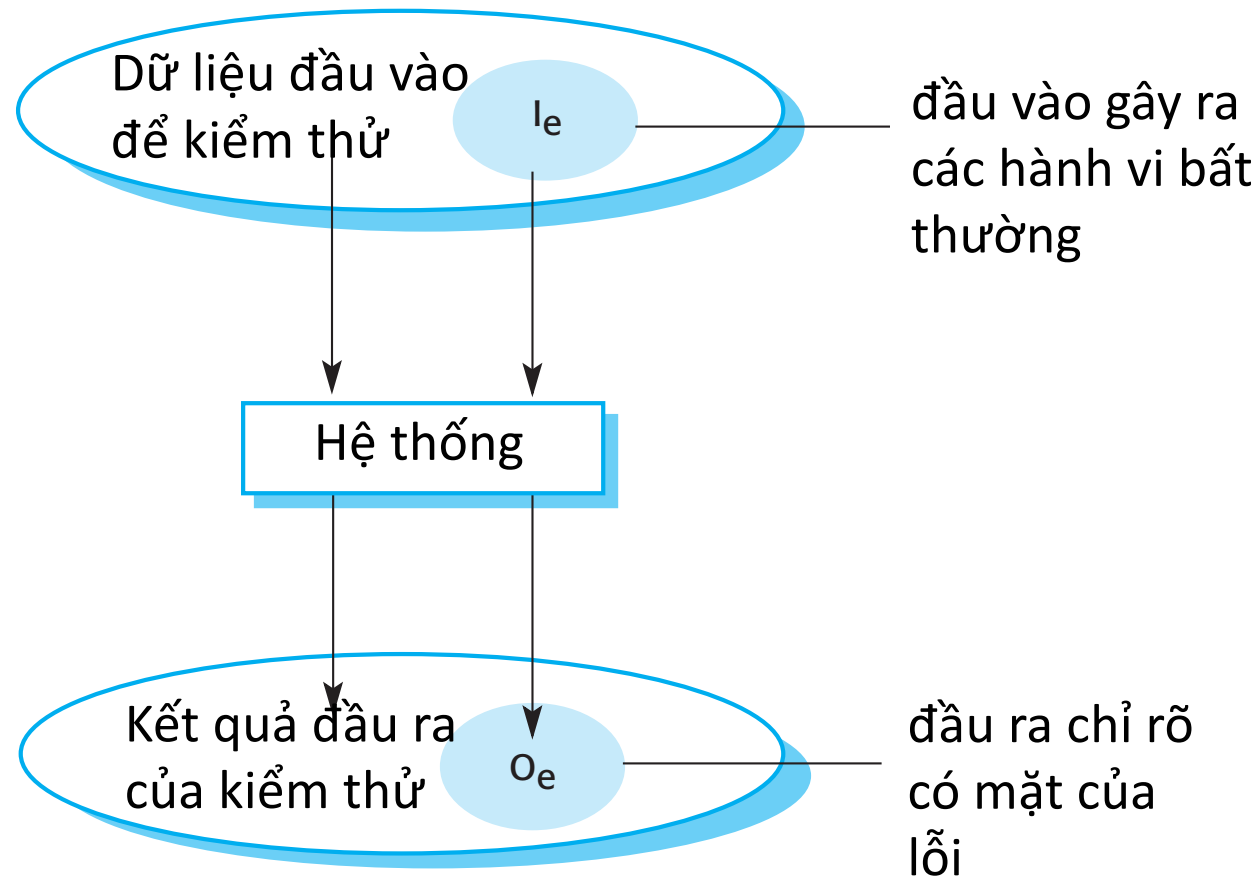 Dữ liệu đầu vào
để kiểm thử
Ie
đầu vào gây ra
các hành vi bất
thường
Hệ thống
Kết quả đầu ra
của kiểm thử
Oe
đầu ra chỉ rõ
có mặt của
lỗi